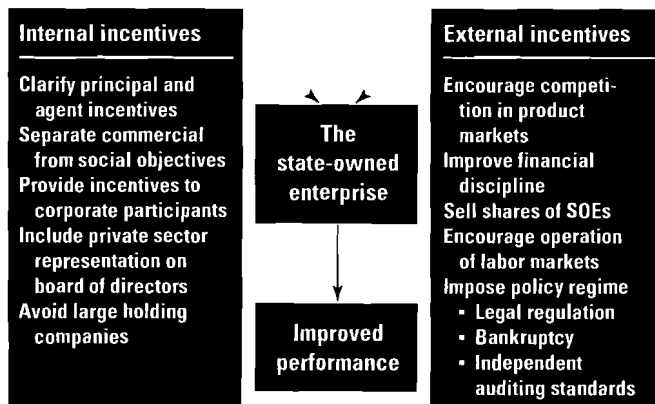 Internal incentives
Clarify principal and
agent incentives
Separate commercial
from social objectives
Provide incentives to
corporate participants
Include private sector
representation on
board of directors
Avoid large holding
companies
The
state-owned
enterprise
Improved
performance
External incentives
Encourage competi-
tion in product
markets
Improve financial
discipline
Sell shares of SOEs
Encourage operation
of labor markets
Impose policy regime
▪ Legal regulation
▪ Bankruptcy
▪ Independent
auditing standards